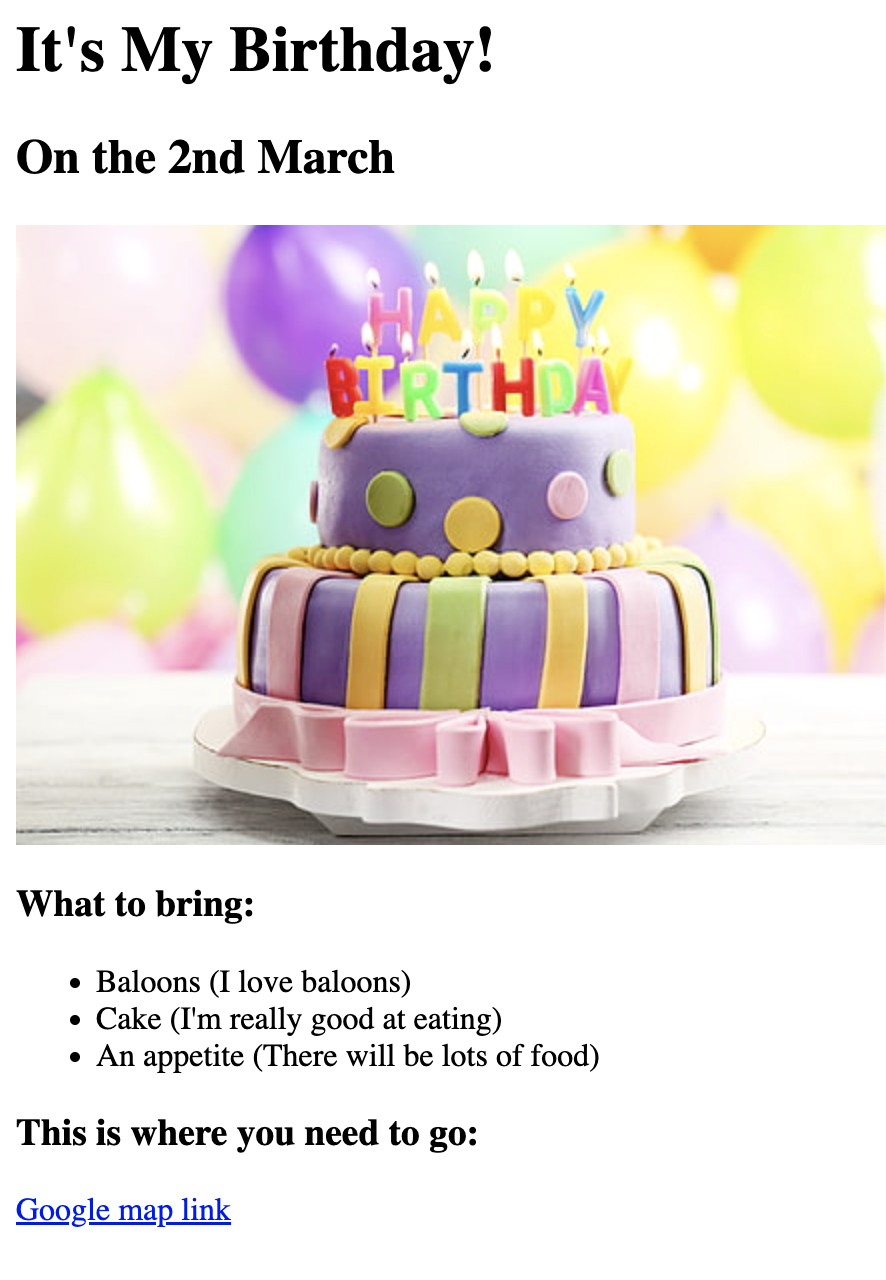 It's My Birthday!
On the 2nd March
HAPPY
BIRTHDAY
What to bring:
Baloons (I love baloons)
Cake (I'm really good at eating)
An appetite (There will be lots of food)
This is where you need to go:
Google map link